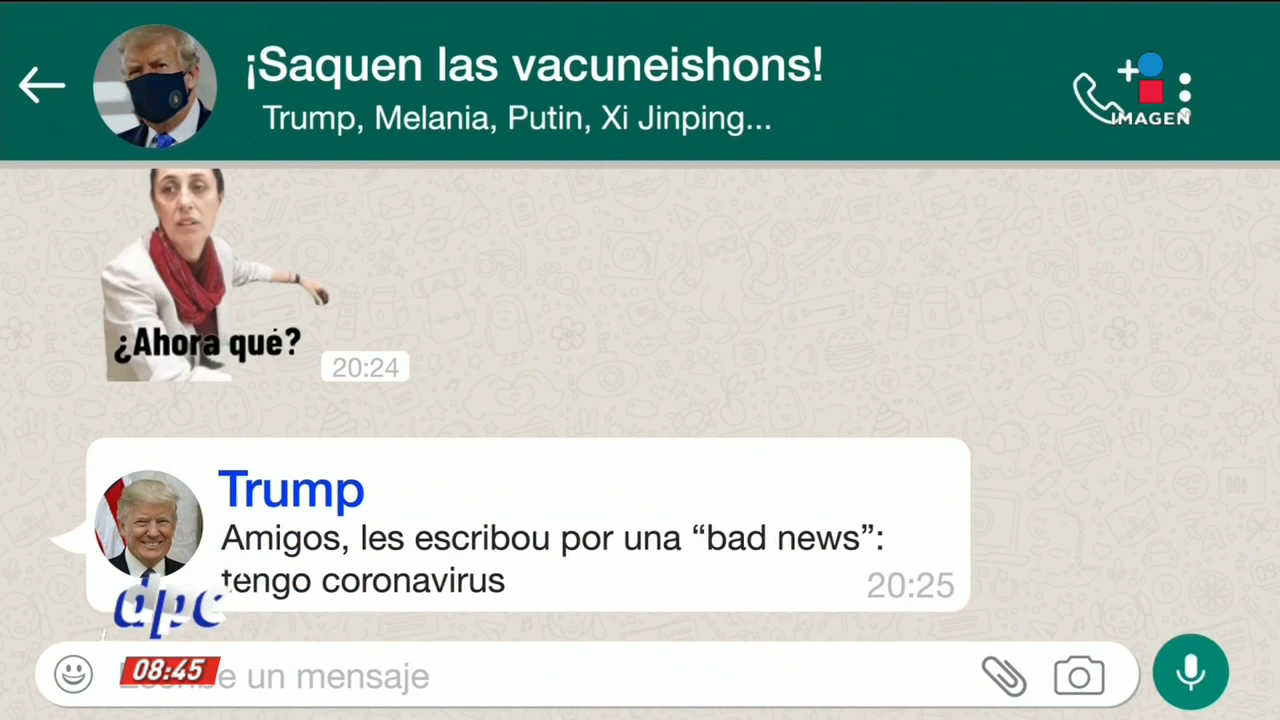 ¡Saquen las vacuneishons!
Trump, Melania, Putin, Xi Jinping...
IMAGEN
¿Ahora qué?
20:24
Trump
Amigos, les escribou por una “bad news”:
tengo coronavirus
20:25
dpc
08:45
un mensaje